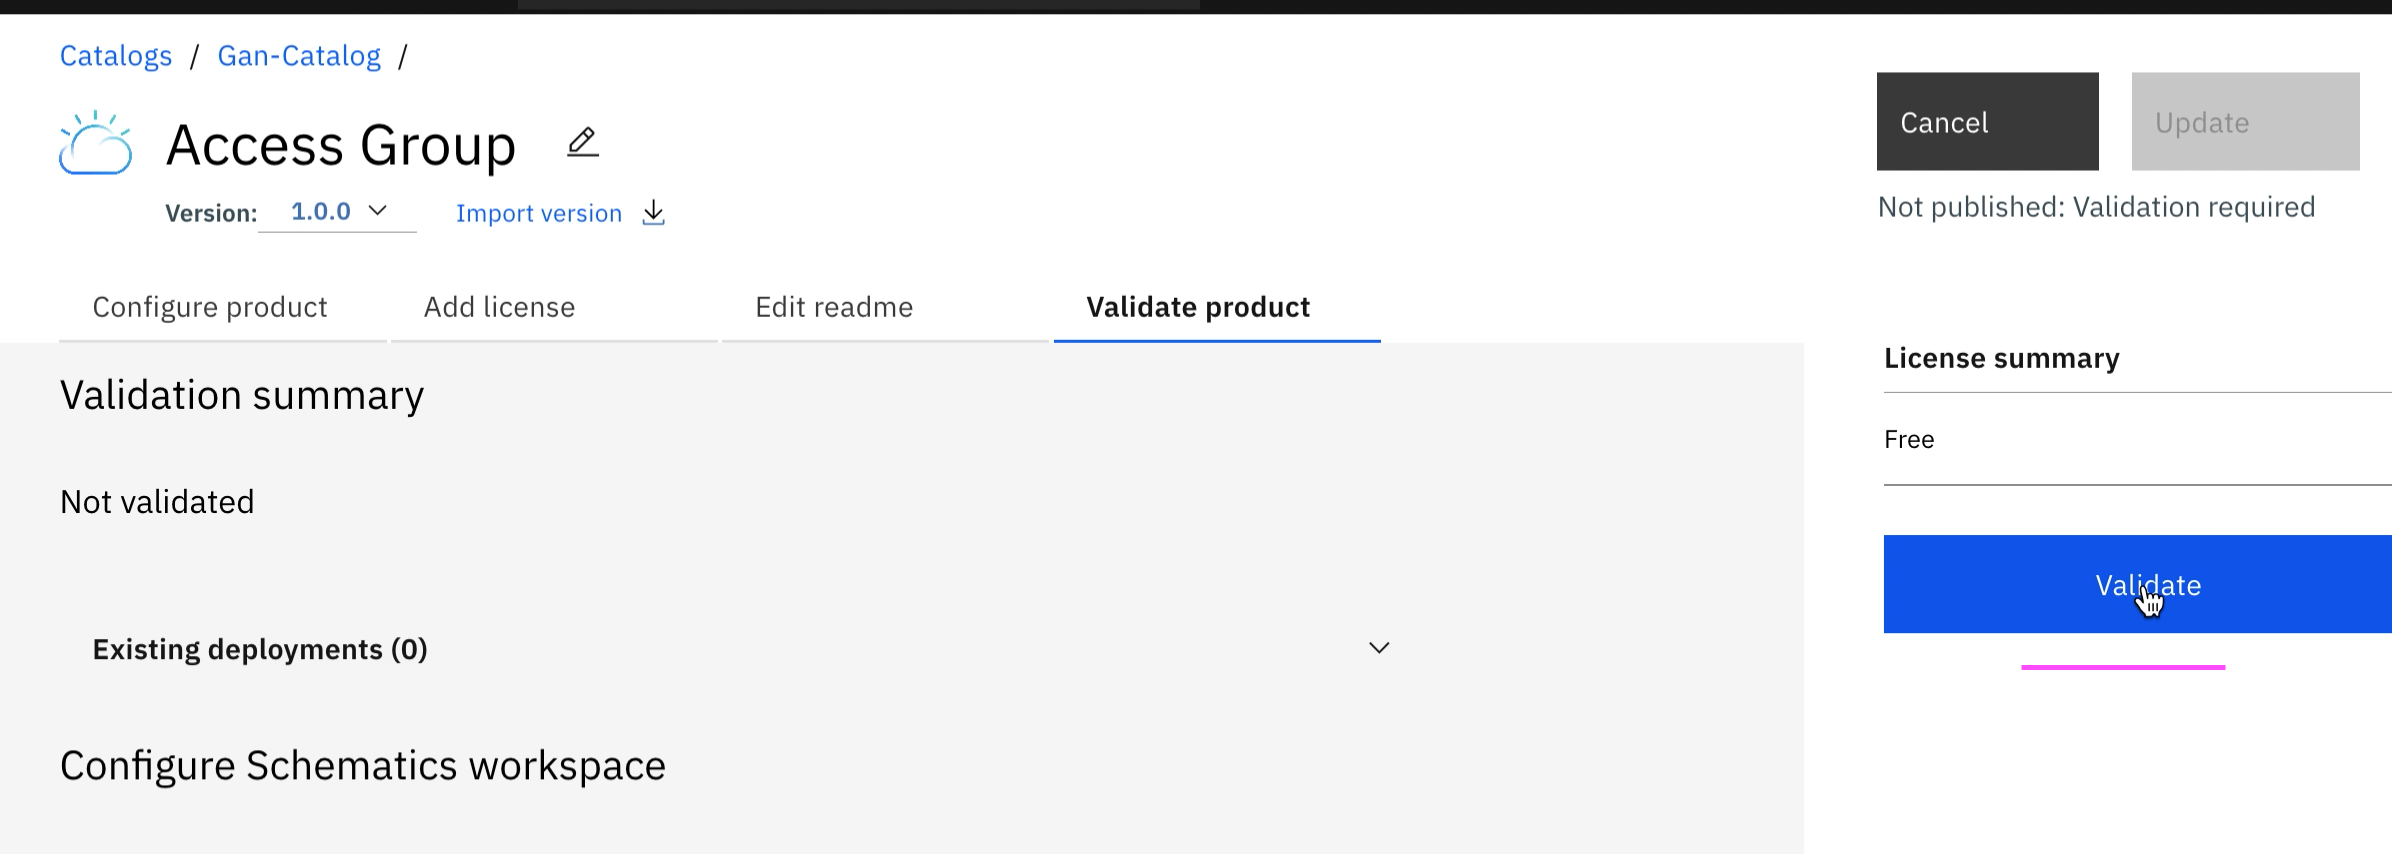 Catalogs / Gan-Catalog /
Access Group
Version: 1.0.0 Import version
Cancel
Update
Not published: Validation required
Configure product Add license Edit readme Validate product
Validation summary
Not validated
Existing deployments (0)
Configure Schematics workspace
License summary
Free
Validate